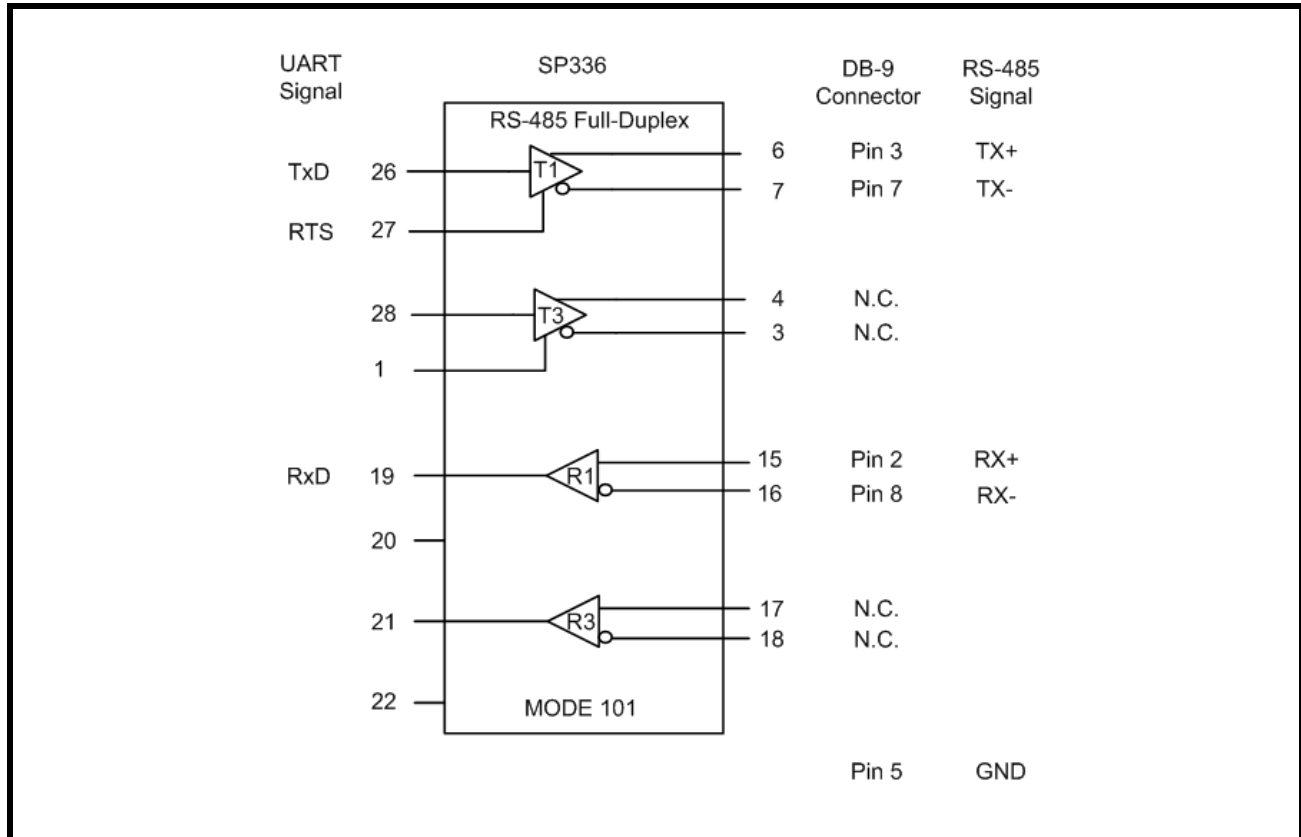 UART
Signal
SP336
DB-9
Connector
RS-485
Signal
RS-485 Full-Duplex
TxD 26 T1 6 Pin 3 TX+
7 Pin 7 TX-
RTS 27
28 T3 4 N.C.
3 N.C.
1
RxD 19 R1 15 Pin 2 RX+
16 Pin 8 RX-
20
21 R3 17 N.C.
18 N.C.
22 MODE 101
Pin 5 GND